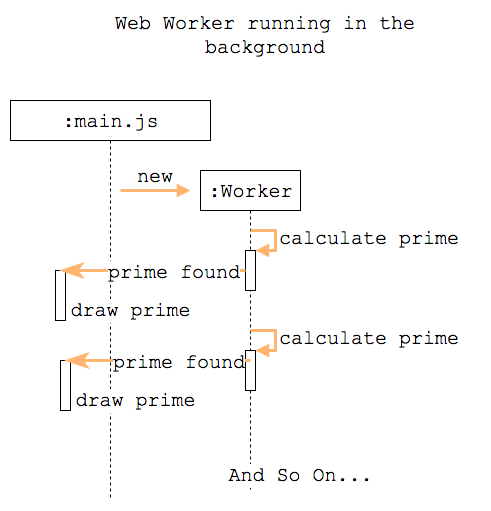 Web Worker running in the
background
:main.js
new
:Worker
calculate prime
prime found
draw prime
calculate prime
prime found
draw prime
And So On...